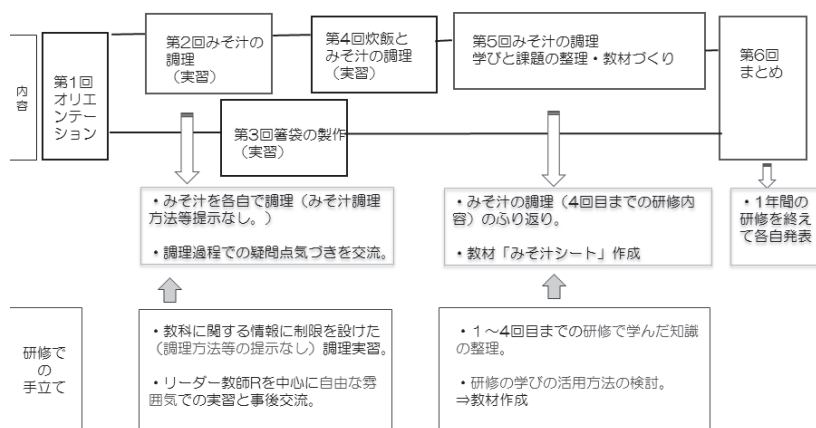 内
容
第1回
オリエ
ンテー
ション
第2回みそ汁の
調理
（実習）
第4回炊飯と
みそ汁の調理
（実習）
第5回みそ汁の調理
学びと課題の整理・教材づくり
第6回
まとめ
第3回箸袋の製作
（実習）
・みそ汁を各自で調理（みそ汁調理
方法等提示なし。）
・調理過程での疑問点気づきを交流。
・みそ汁の調理（4回目までの研修内
容）のふり返り。
・教材「みそ汁シート」作成
・1年間の
研修を終え
て各自発表
研修で
の
手立て
・教科に関する情報に制限を設けた
（調理方法等の提示なし）調理実習。
・リーダー教師Rを中心に自由な雰
囲気での実習と事後交流。
・1～4回目までの研修で学んだ知識
の整理。
・研修の学びの活用方法の検討。
⇒教材作成